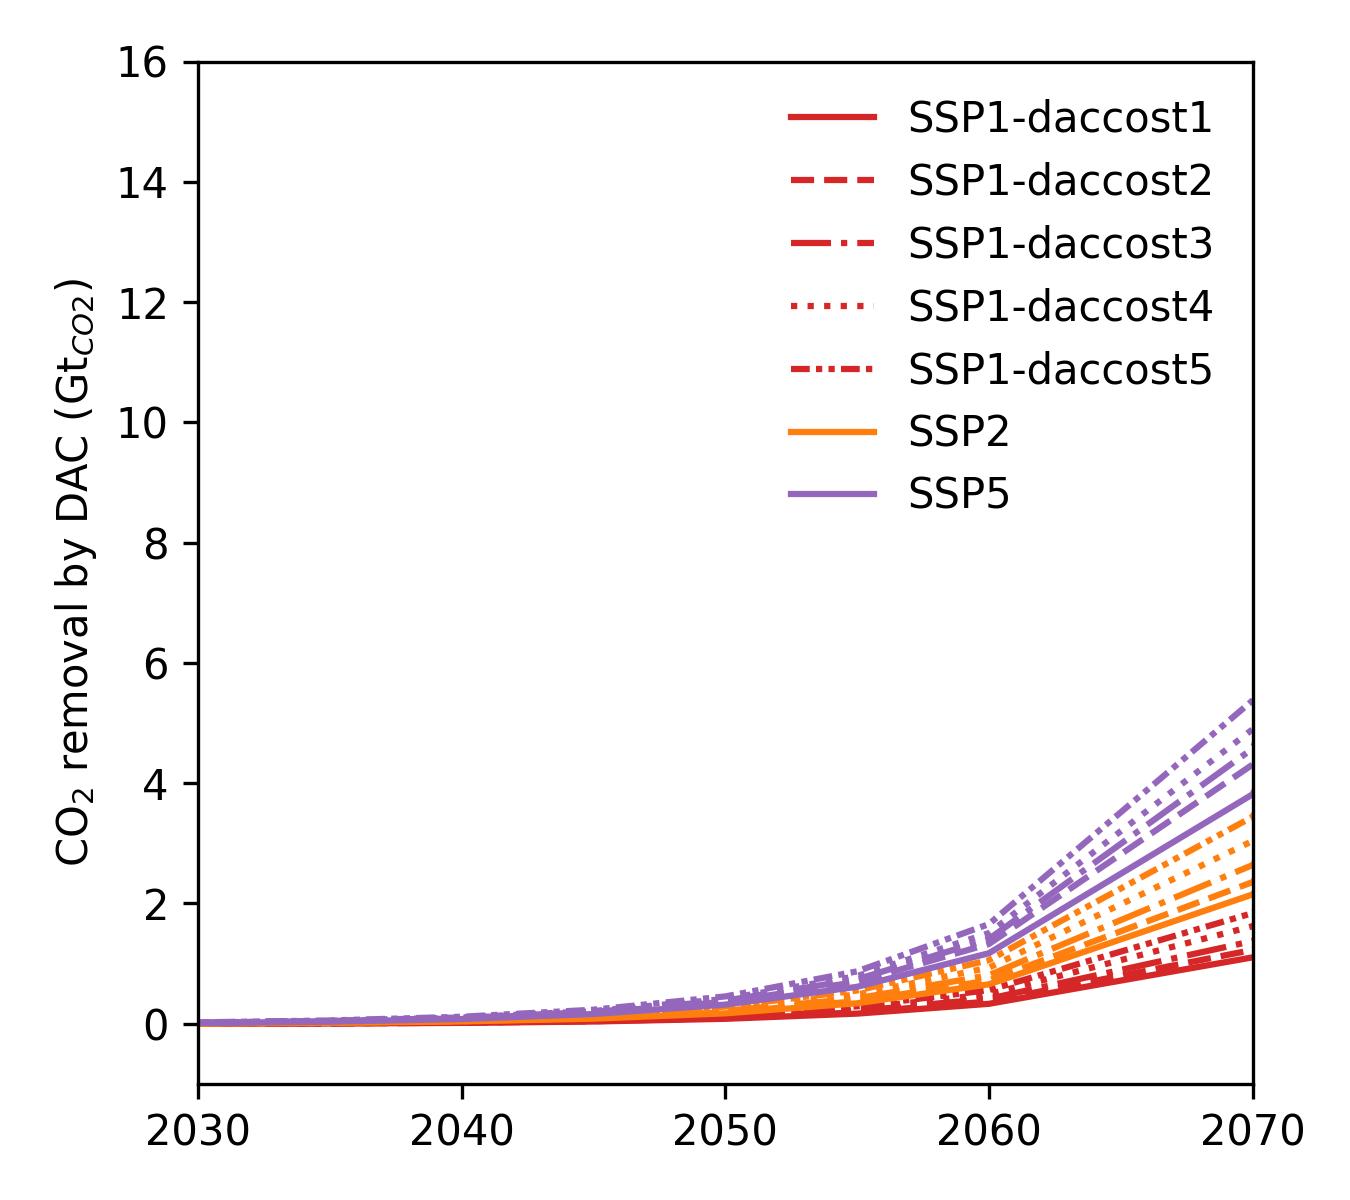 16
14
12
10
8
6
4
2
0
CO₂ removal by DAC (Gt_CO2)
SSP1-daccost1
SSP1-daccost2
SSP1-daccost3
SSP1-daccost4
SSP1-daccost5
SSP2
SSP5
2030 2040 2050 2060 2070